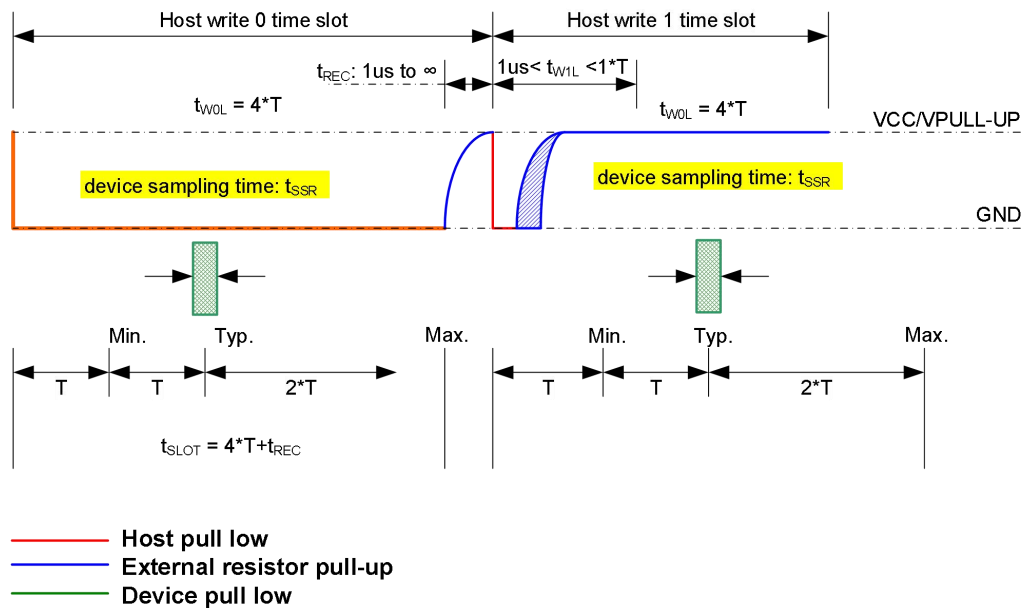 Host write 0 time slot
Host write 1 time slot
tREC: 1us to ∞
1us< tW1L <1*T
tW0L = 4*T
tW0L = 4*T
VCC/VPULL-UP
device sampling time: tSSR
device sampling time: tSSR
GND
Min.
Typ.
Max.
Min.
Typ.
Max.
T
T
2*T
T
T
2*T
tSLOT = 4*T+tREC
Host pull low
External resistor pull-up
Device pull low